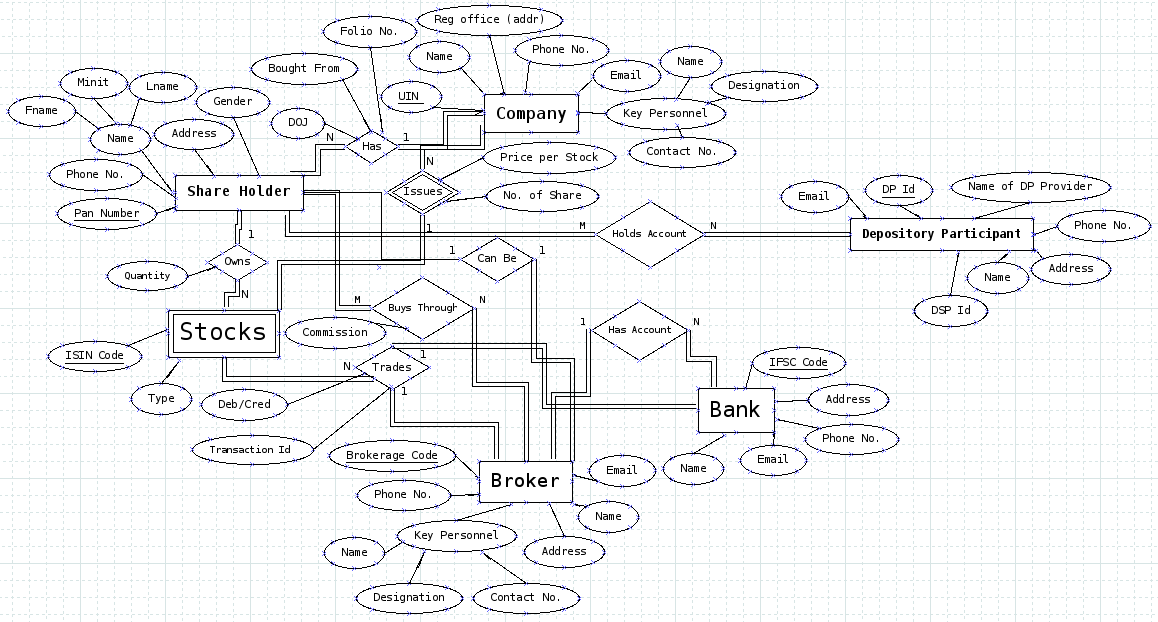 Reg office (addr)
Folio No.
Phone No.
Name
Name
Bought From
Email
Minit
Lname
Designation
UIN
Gender
Fname
Company
Key Personnel
DOJ
Address
Name
N
Has
1
Contact No.
N
Price per Stock
Phone No.
Share Holder
Issues
No. of Share
Email
DP Id
Name of DP Provider
Pan Number
1
M
N
Phone No.
1
Holds Account
Depository Participant
1
1
Owns
Can Be
Quantity
Name
Address
N
M
N
Buys Through
DSP Id
Stocks
Commission
1
N
Has Account
ISIN Code
1
IFSC Code
N
Trades
1
Type
Deb/Cred
Address
Bank
Transaction Id
Phone No.
Brokerage Code
Email
Name
Email
Broker
Phone No.
Name
Key Personnel
Name
Address
Designation
Contact No.